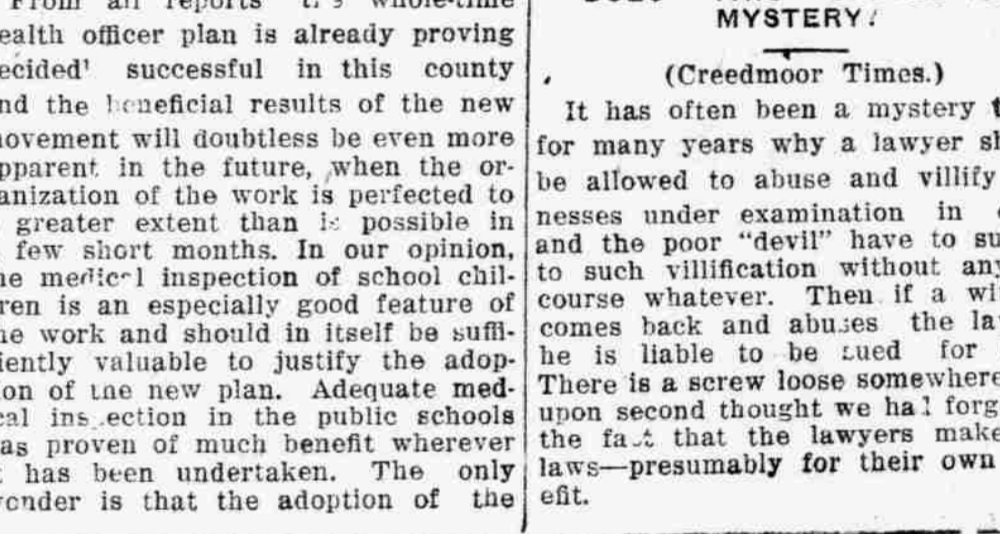 ealth officer plan is already proving
ecided' successful in this county
nd the beneficial results of the new
ovement will doubtless be even more
pparent in the future, when the or-
anization of the work is perfected to
greater extent than is possible in
few short months. In our opinion,
he medical inspection of school chil-
ren is an especially good feature of
he work and should in itself be suffi-
iently valuable to justify the adop-
on of the new plan. Adequate med-
cal inspection in the public schools
as proven of much benefit wherever
t has been undertaken. The only
wonder is that the adoption of the
MYSTERY?
(Creedmoor Times.)
It has often been a mystery t
for many years why a lawyer sh
be allowed to abuse and villify
nesses under examination in c
and the poor "devil" have to su
to such villification without any
course whatever. Then if a wi
comes back and abuses the la
he is liable to be sued for
There is a screw loose somewhere
upon second thought we had forg
the fact that the lawyers make
laws—presumably for their own
efit.